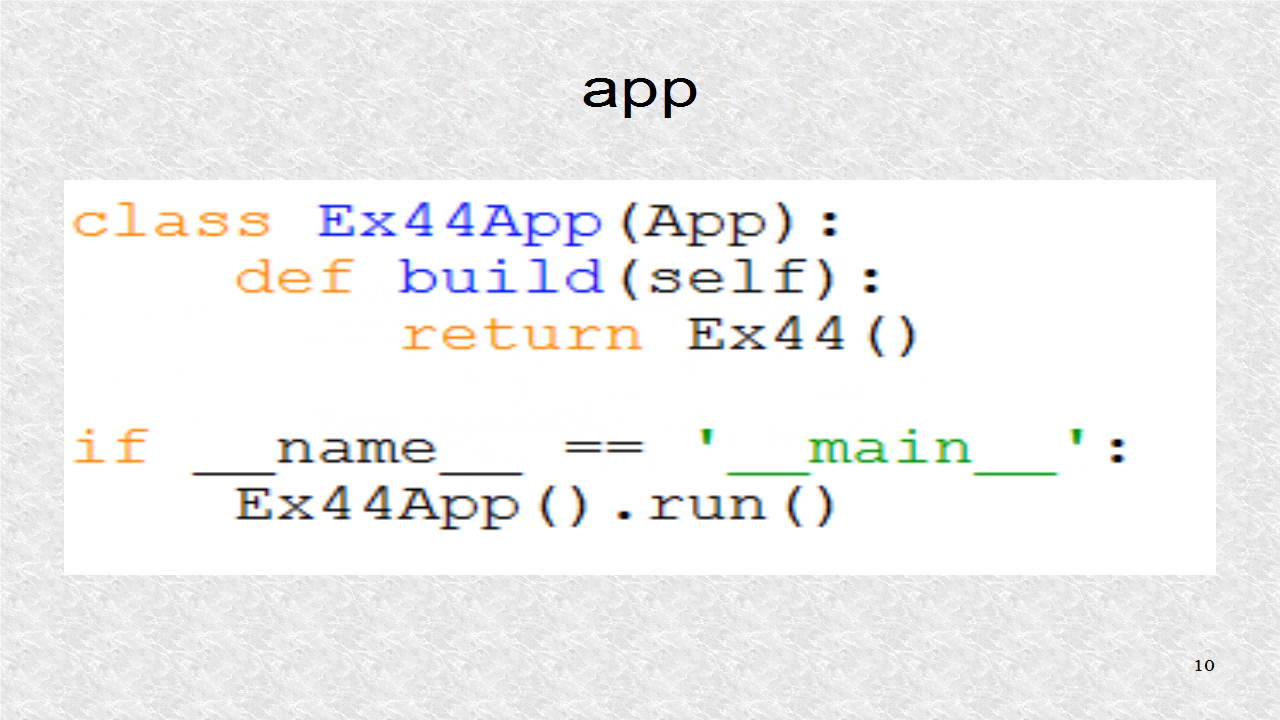 app
class Ex44App(App):
    def build(self):
        return Ex44()
if __name__ == '__main__':
    Ex44App().run()
10